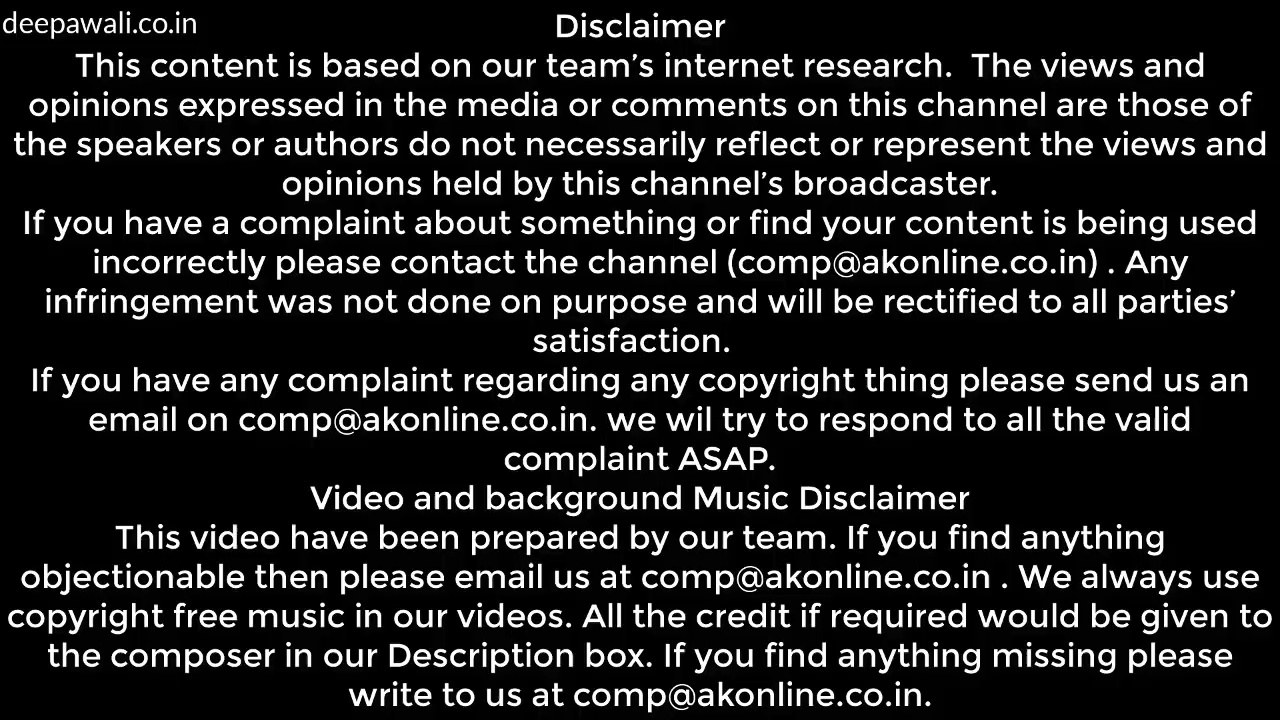 deepawali.co.in
Disclaimer
This content is based on our team’s internet research.  The views and
opinions expressed in the media or comments on this channel are those of
the speakers or authors do not necessarily reflect or represent the views and
opinions held by this channel’s broadcaster.
If you have a complaint about something or find your content is being used
incorrectly please contact the channel (comp@akonline.co.in) . Any
infringement was not done on purpose and will be rectified to all parties’
satisfaction.
If you have any complaint regarding any copyright thing please send us an
email on comp@akonline.co.in. we wil try to respond to all the valid
complaint ASAP.
Video and background Music Disclaimer
This video have been prepared by our team. If you find anything
objectionable then please email us at comp@akonline.co.in . We always use
copyright free music in our videos. All the credit if required would be given to
the composer in our Description box. If you find anything missing please
write to us at comp@akonline.co.in.